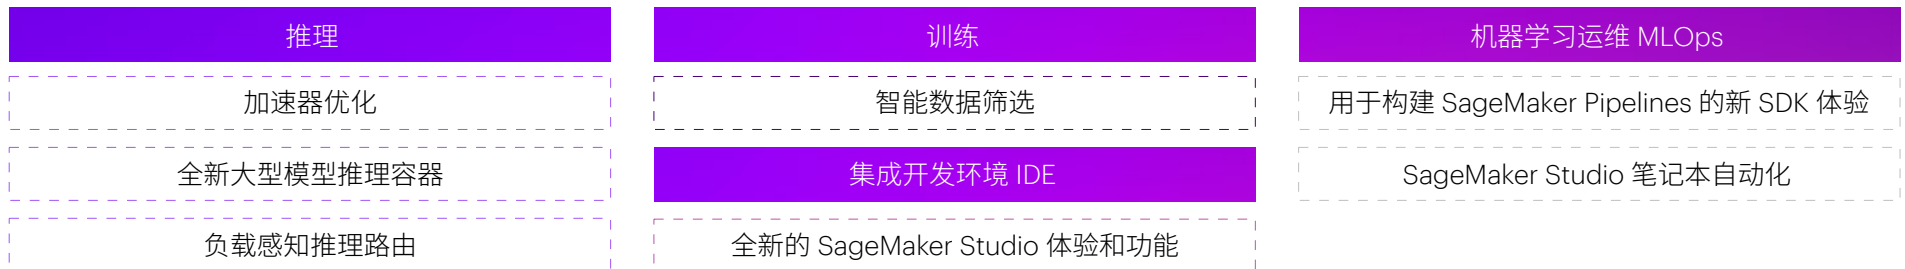 推理
加速器优化
全新大型模型推理容器
负载感知推理路由
训练
智能数据筛选
集成开发环境 IDE
全新的 SageMaker Studio 体验和功能
机器学习运维 MLOps
用于构建 SageMaker Pipelines 的新 SDK 体验
SageMaker Studio 笔记本自动化